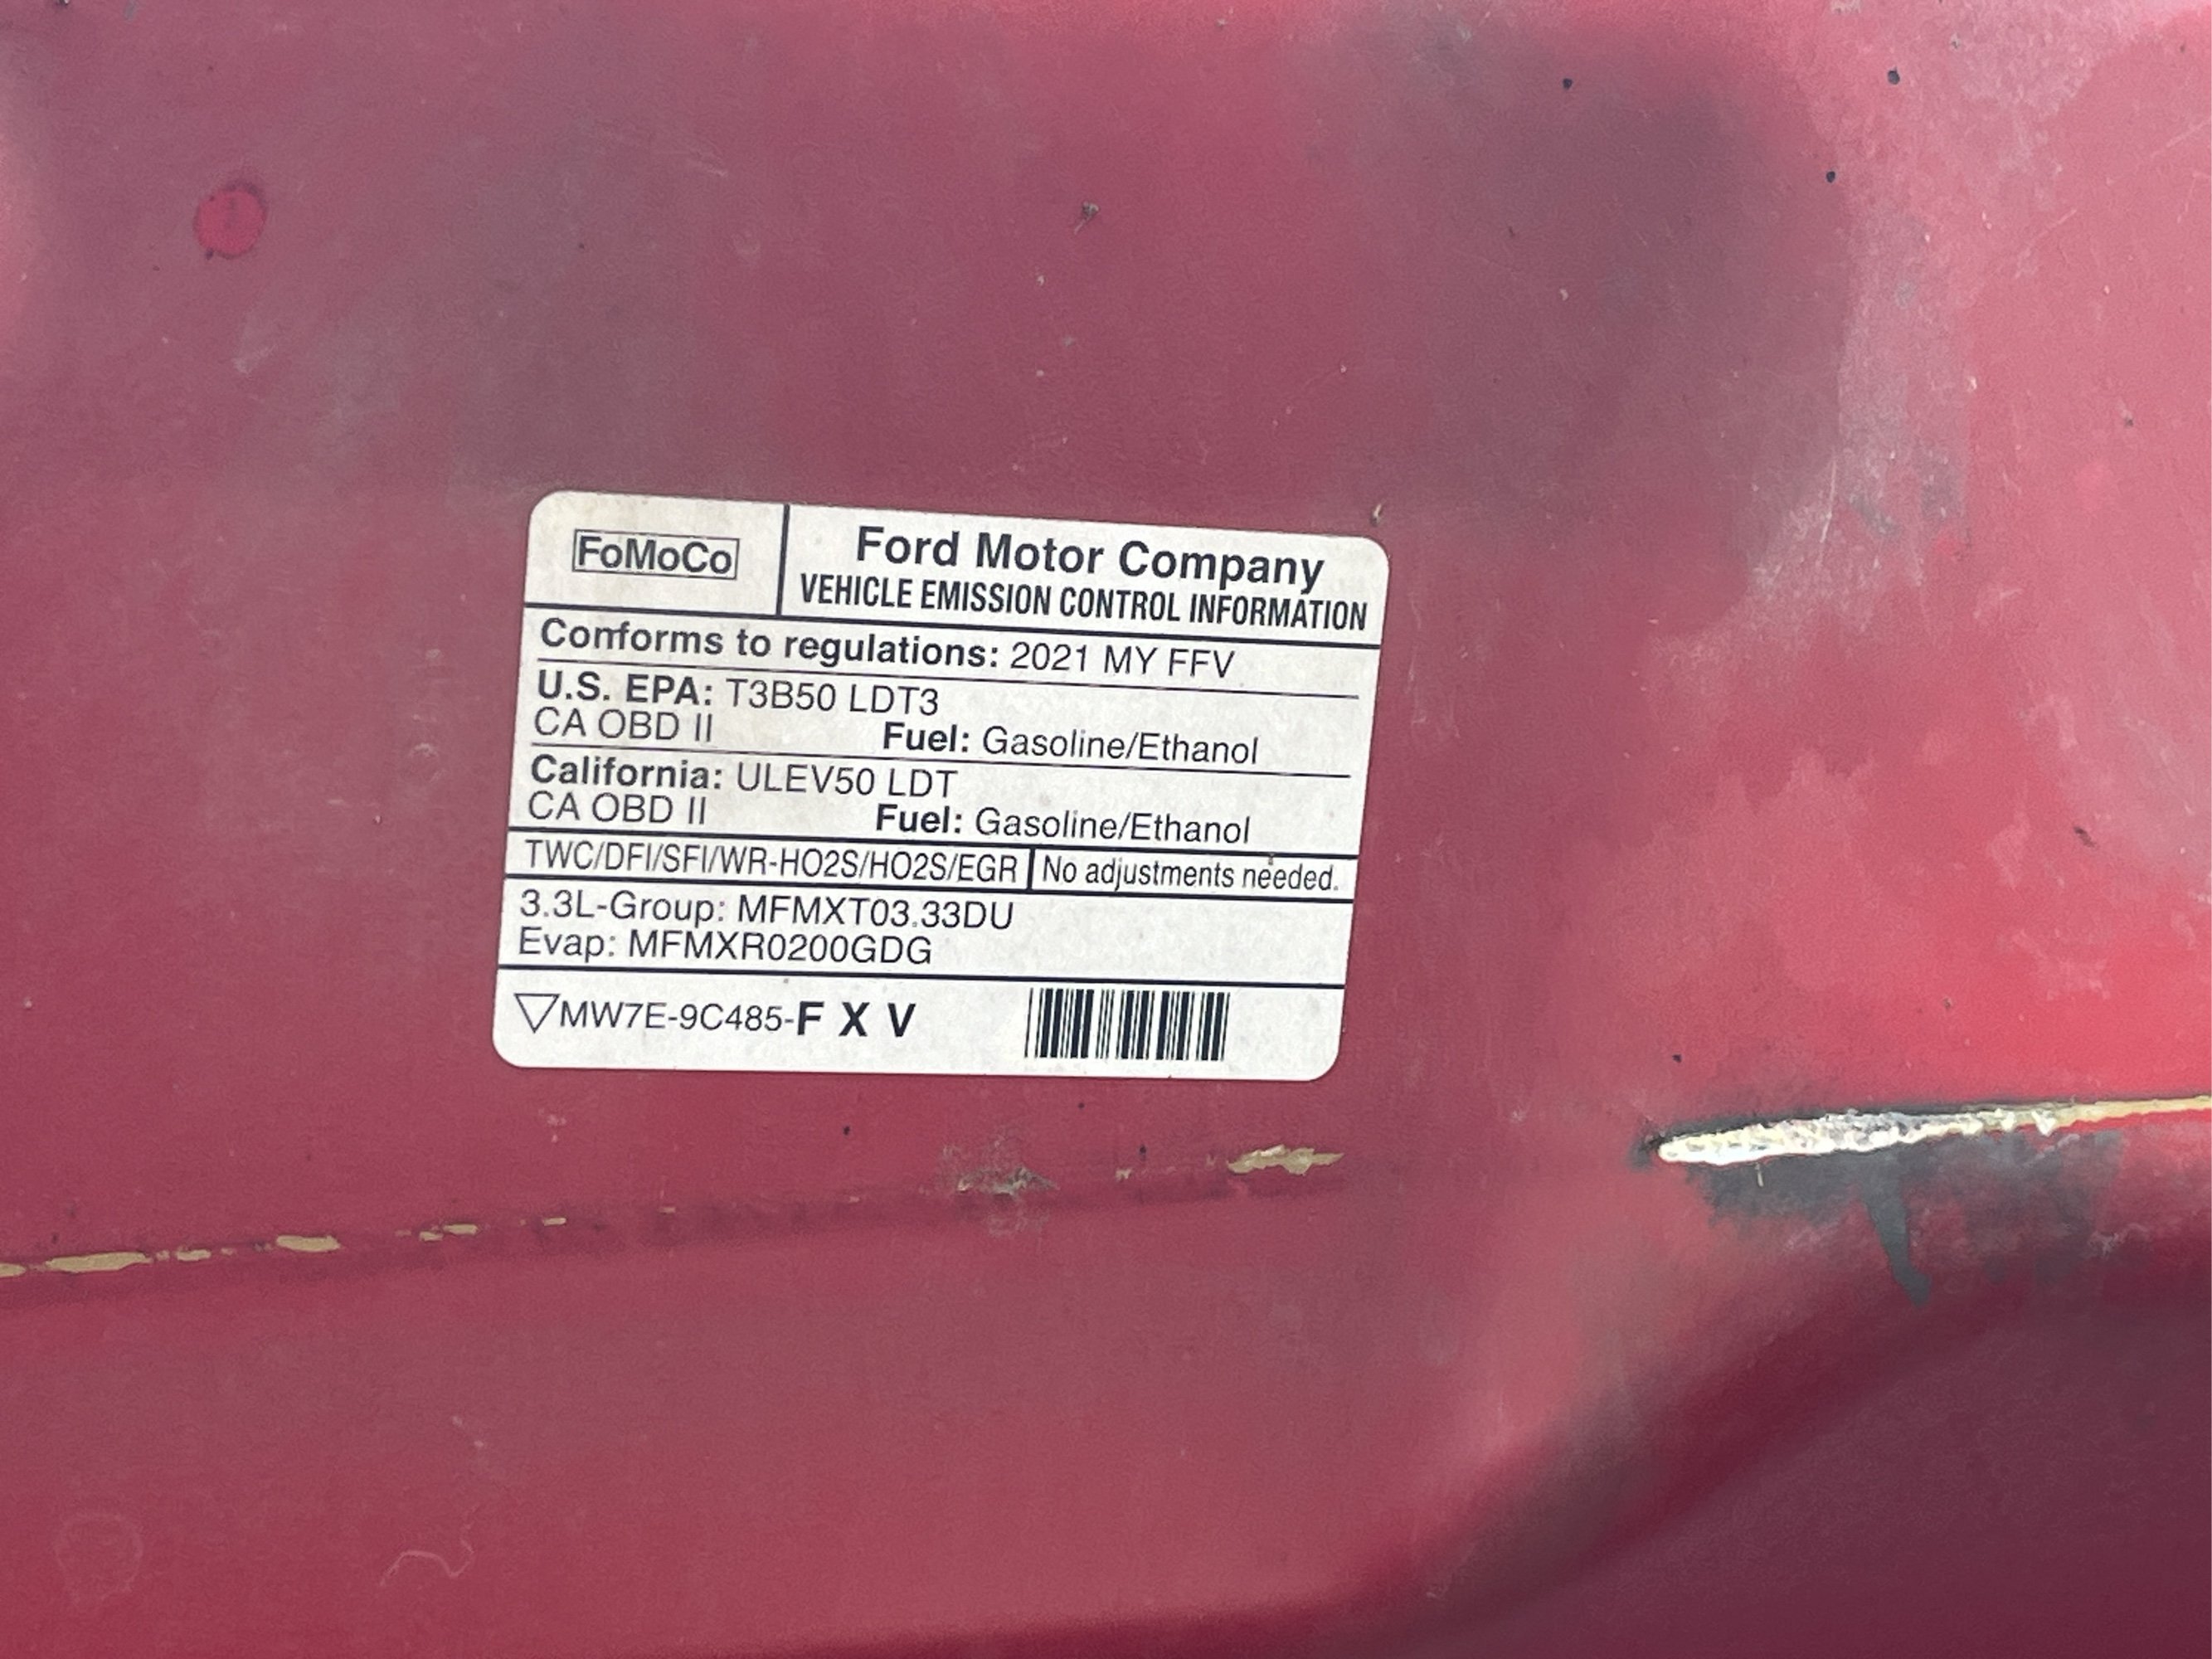 FoMoCo
Ford Motor Company
VEHICLE EMISSION CONTROL INFORMATION
Conforms to regulations: 2021 MY FFV
U.S. EPA: T3B50 LDT3
CA OBD II Fuel: Gasoline/Ethanol
California: ULEV50 LDT
CA OBD II Fuel: Gasoline/Ethanol
TWC/DFI/SFI/WR-HO2S/HO2S/EGR No adjustments needed.
3.3L-Group: MFMXT03.33DU
Evap: MFMXR0200GDG
▽MW7E-9C485-F X V